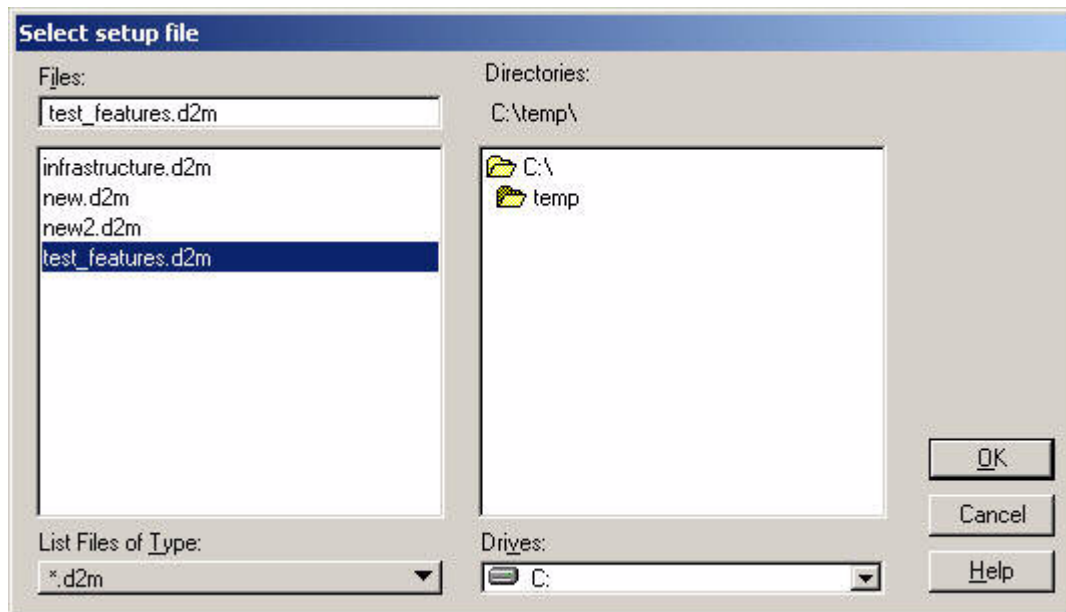 Select setup file
Files:
test_features.d2m
infrastructure.d2m
new.d2m
new2.d2m
test_features.d2m
List Files of Type:
*.d2m
Directories:
C:\temp\
C:\
temp
Drives:
C:
OK
Cancel
Help